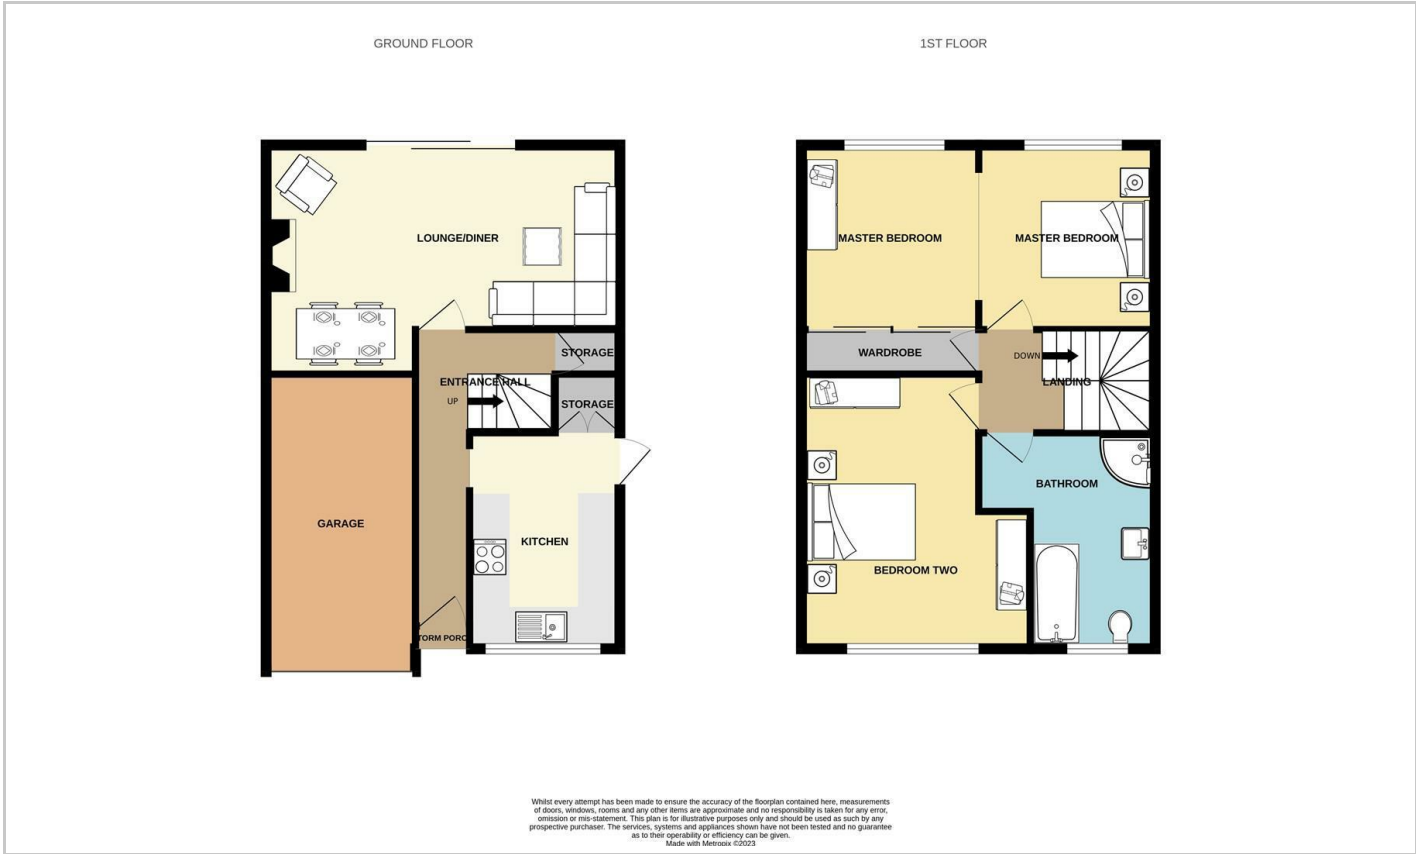 GROUND FLOOR
1ST FLOOR
LOUNGE/DINER
STORAGE
ENTRANCE HALL
UP
STORAGE
GARAGE
KITCHEN
TORM PORC
MASTER BEDROOM
MASTER BEDROOM
WARDROBE
DOWN
LANDING
BATHROOM
BEDROOM TWO
Whilst every attempt has been made to ensure the accuracy of the floorplan contained here, measurements
of doors, windows, rooms and any other items are approximate and no responsibility is taken for any error,
omission or mis-statement. This plan is for illustrative purposes only and should be used as such by any
prospective purchaser. The services, systems and appliances shown have not been tested and no guarantee
as to their operability or efficiency can be given.
Made with Metropix ©2023